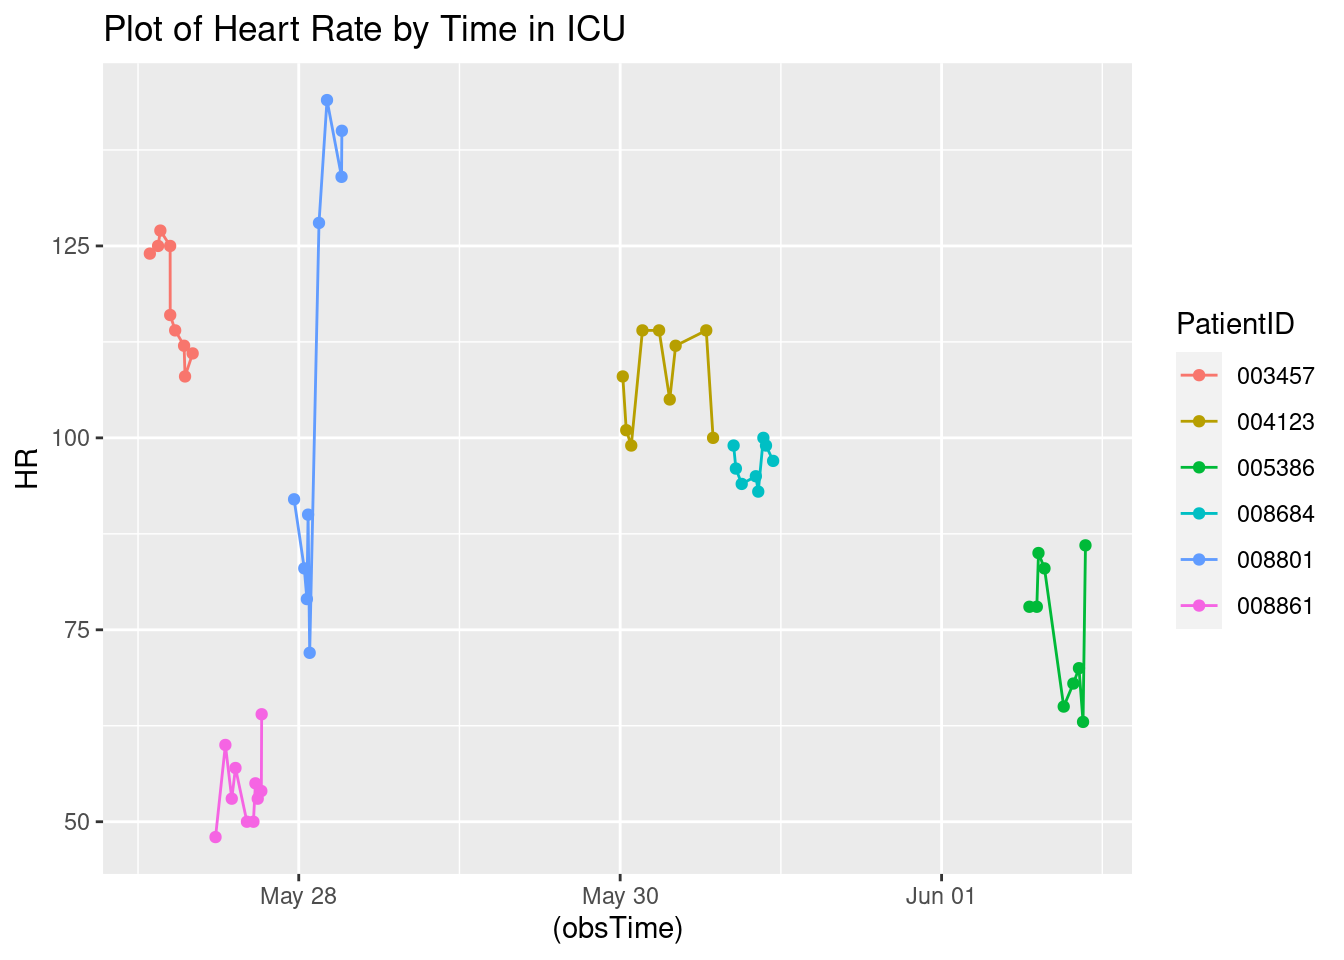 Plot of Heart Rate by Time in ICU
HR
125
100
75
50
May 28
May 30
Jun 01
(obsTime)
PatientID
003457
004123
005386
008684
008801
008861